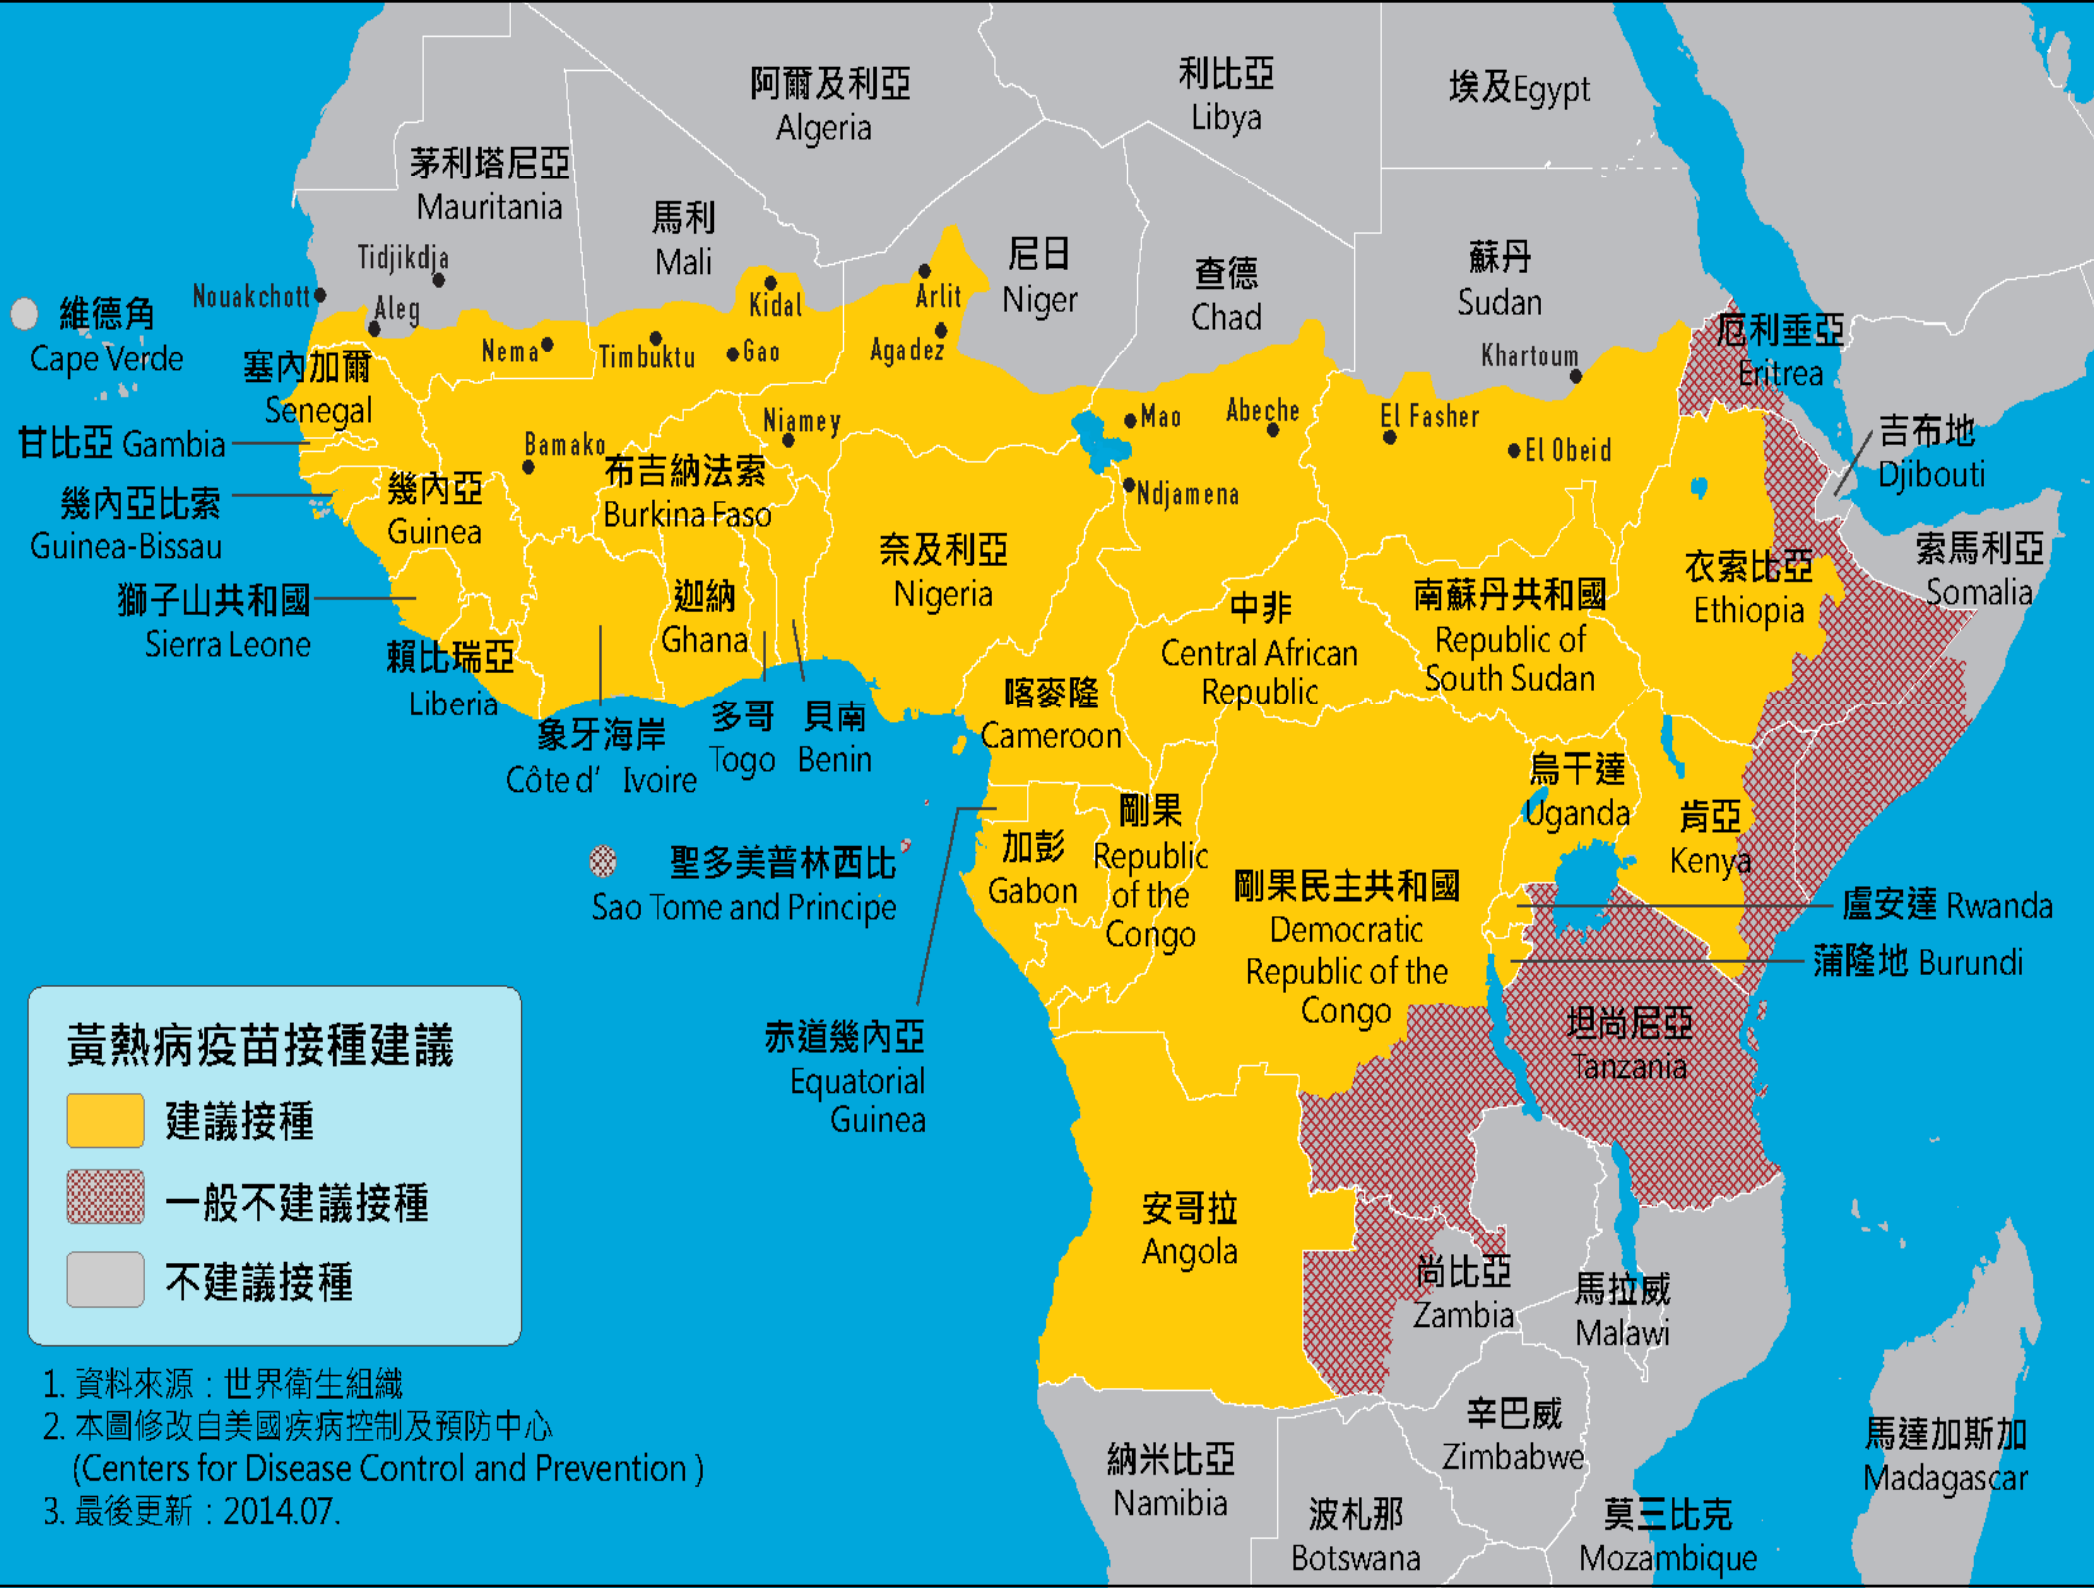 阿爾及利亞
Algeria
利比亞
Libya
埃及Egypt
茅利塔尼亞
Mauritania
馬利
Mali
尼日
Niger
查德
Chad
蘇丹
Sudan
Tidjikdja
Nouakchott
Aleg
Nema
Timbuktu
Kidal
Gao
Arlit
Agadez
Khartoum
維德角
Cape Verde
塞內加爾
Senegal
厄利垂亞
Eritrea
甘比亞 Gambia
Bamako
Niamey
Mao
Abeche
El Fasher
El Obeid
Ndjamena
吉布地
Djibouti
幾內亞比索
Guinea-Bissau
幾內亞
Guinea
布吉納法索
Burkina Faso
奈及利亞
Nigeria
衣索比亞
Ethiopia
索馬利亞
Somalia
獅子山共和國
Sierra Leone
迦納
Ghana
中非
Central African
Republic
南蘇丹共和國
Republic of
South Sudan
賴比瑞亞
Liberia
象牙海岸
Côte d’ Ivoire
多哥
Togo
貝南
Benin
喀麥隆
Cameroon
烏干達
Uganda
肯亞
Kenya
聖多美普林西比
Sao Tome and Principe
加彭
Gabon
剛果
Republic
of the
Congo
剛果民主共和國
Democratic
Republic of the
Congo
盧安達 Rwanda
蒲隆地 Burundi
赤道幾內亞
Equatorial
Guinea
坦尚尼亞
Tanzania
安哥拉
Angola
尚比亞
Zambia
馬拉威
Malawi
納米比亞
Namibia
波札那
Botswana
辛巴威
Zimbabwe
莫三比克
Mozambique
馬達加斯加
Madagascar
黃熱病疫苗接種建議
建議接種
一般不建議接種
不建議接種
1. 資料來源：世界衛生組織
2. 本圖修改自美國疾病控制及預防中心
(Centers for Disease Control and Prevention )
3. 最後更新：2014.07.